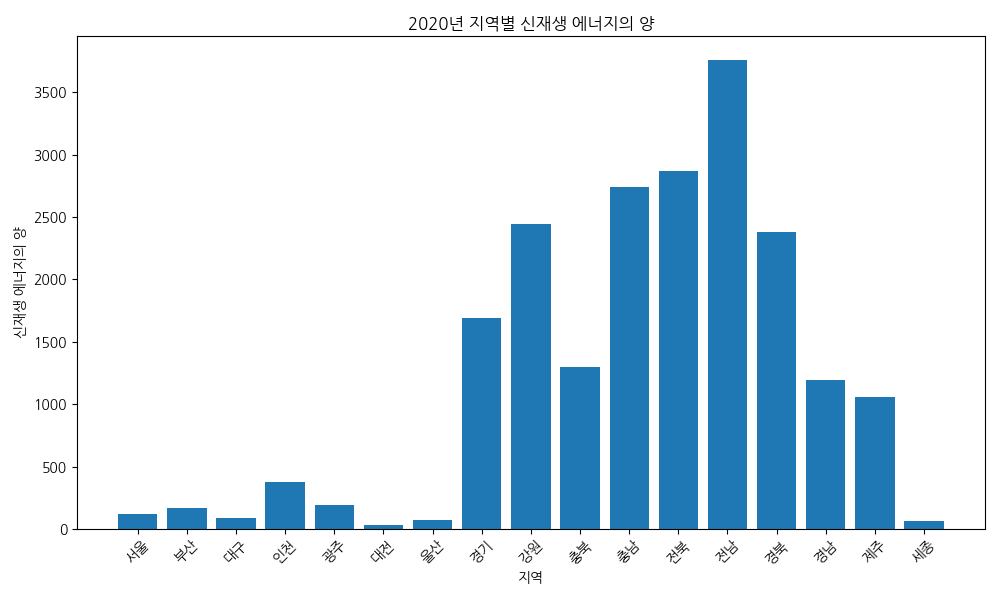 2020년 지역별 신재생 에너지의 양
신재생 에너지의 양
3500
3000
2500
2000
1500
1000
500
0
서울 부산 대구 인천 광주 대전 울산 경기 강원 충북 충남 전북 전남 경북 경남 제주 세종
지역